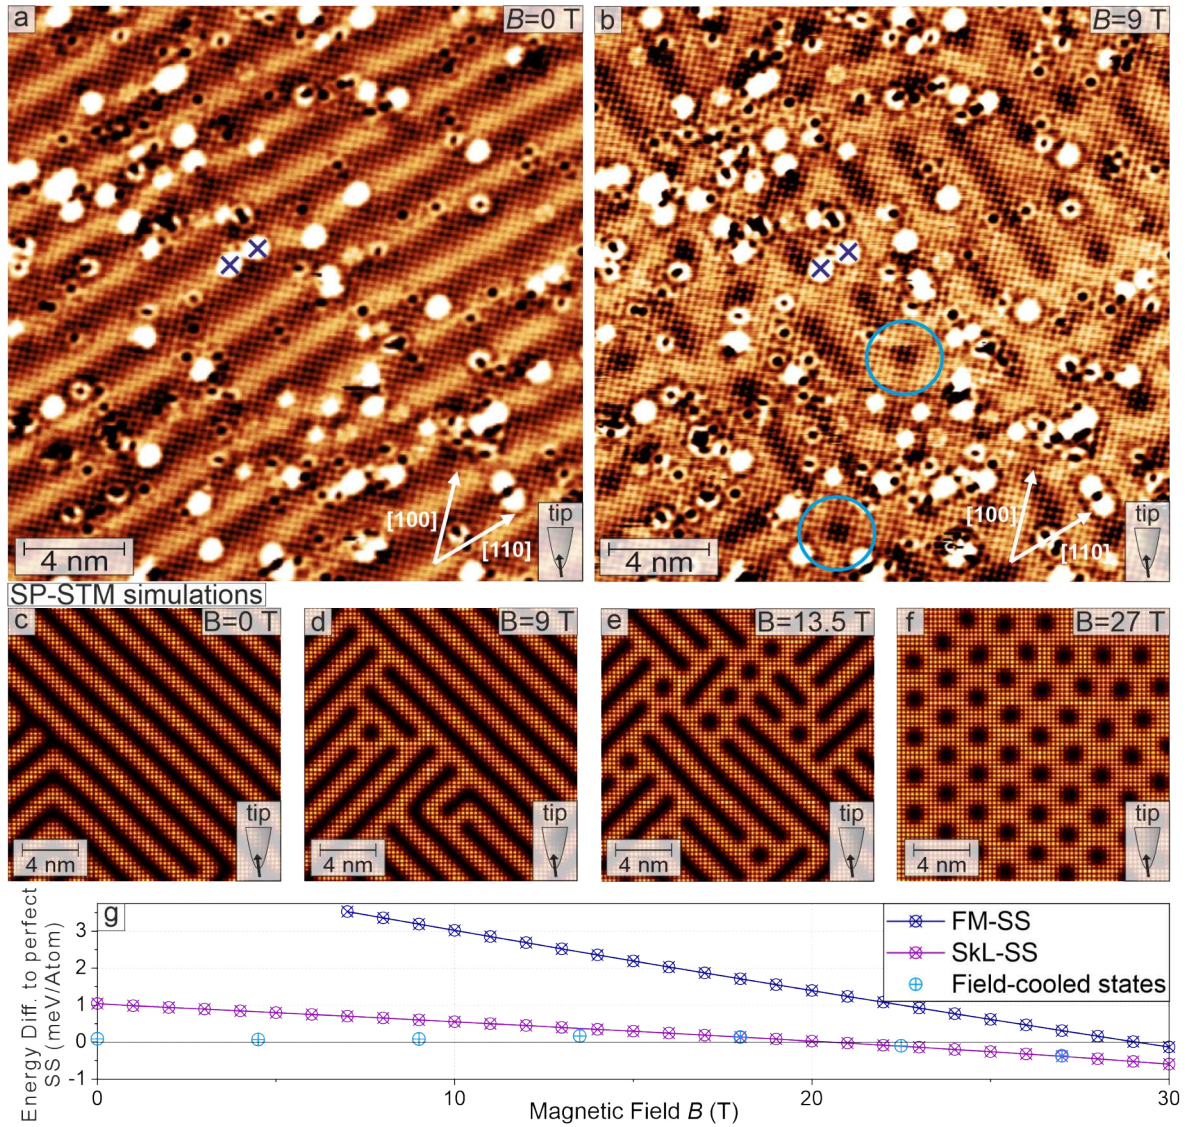 a
B=0 T
[100]
[110]
4 nm
tip
b
B=9 T
[100]
[110]
4 nm
tip
SP-STM simulations
c
B=0 T
4 nm
tip
d
B=9 T
4 nm
tip
e
B=13.5 T
4 nm
tip
f
B=27 T
4 nm
tip
g
Energy Diff. to perfect
SS (meV/Atom)
3
2
1
0
-1
FM-SS
SkL-SS
Field-cooled states
0
10
20
30
Magnetic Field B (T)